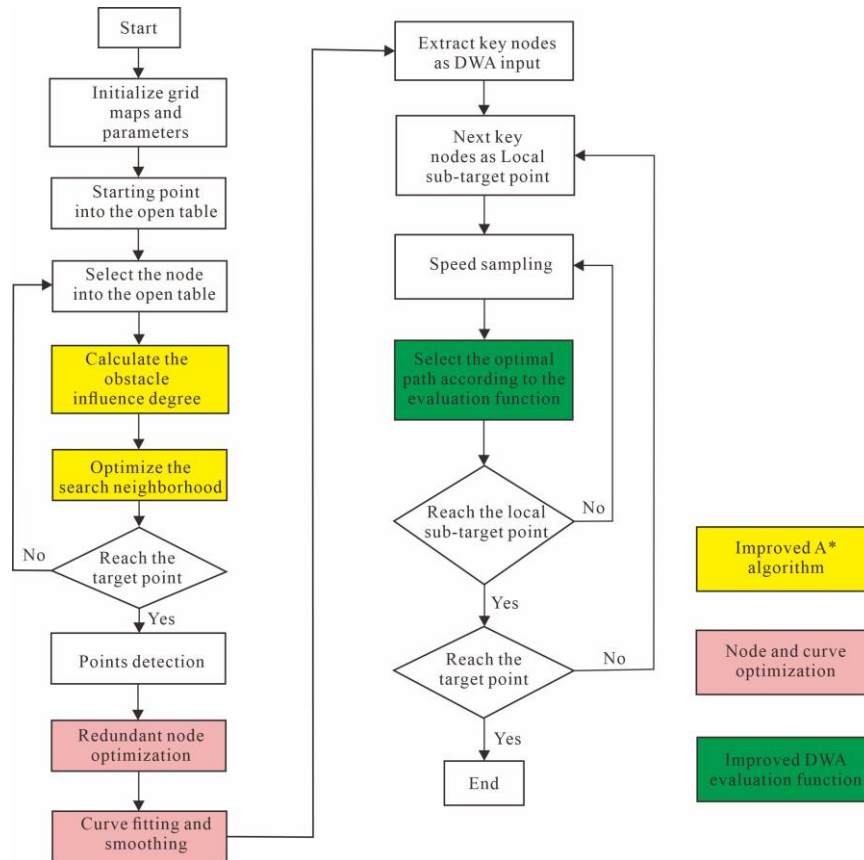 Start
Initialize grid
maps and
parameters
Starting point
into the open table
Select the node
into the open table
Calculate the
obstacle
influence degree
Optimize the
search neighborhood
No
Reach the
target point
Yes
Points detection
Redundant node
optimization
Curve fitting and
smoothing
Extract key nodes
as DWA input
Next key
nodes as Local
sub-target point
Speed sampling
Select the optimal
path according to the
evaluation function
Reach the local
sub-target point
No
Yes
Reach the
target point
No
Yes
End
Improved A*
algorithm
Node and curve
optimization
Improved DWA
evaluation function